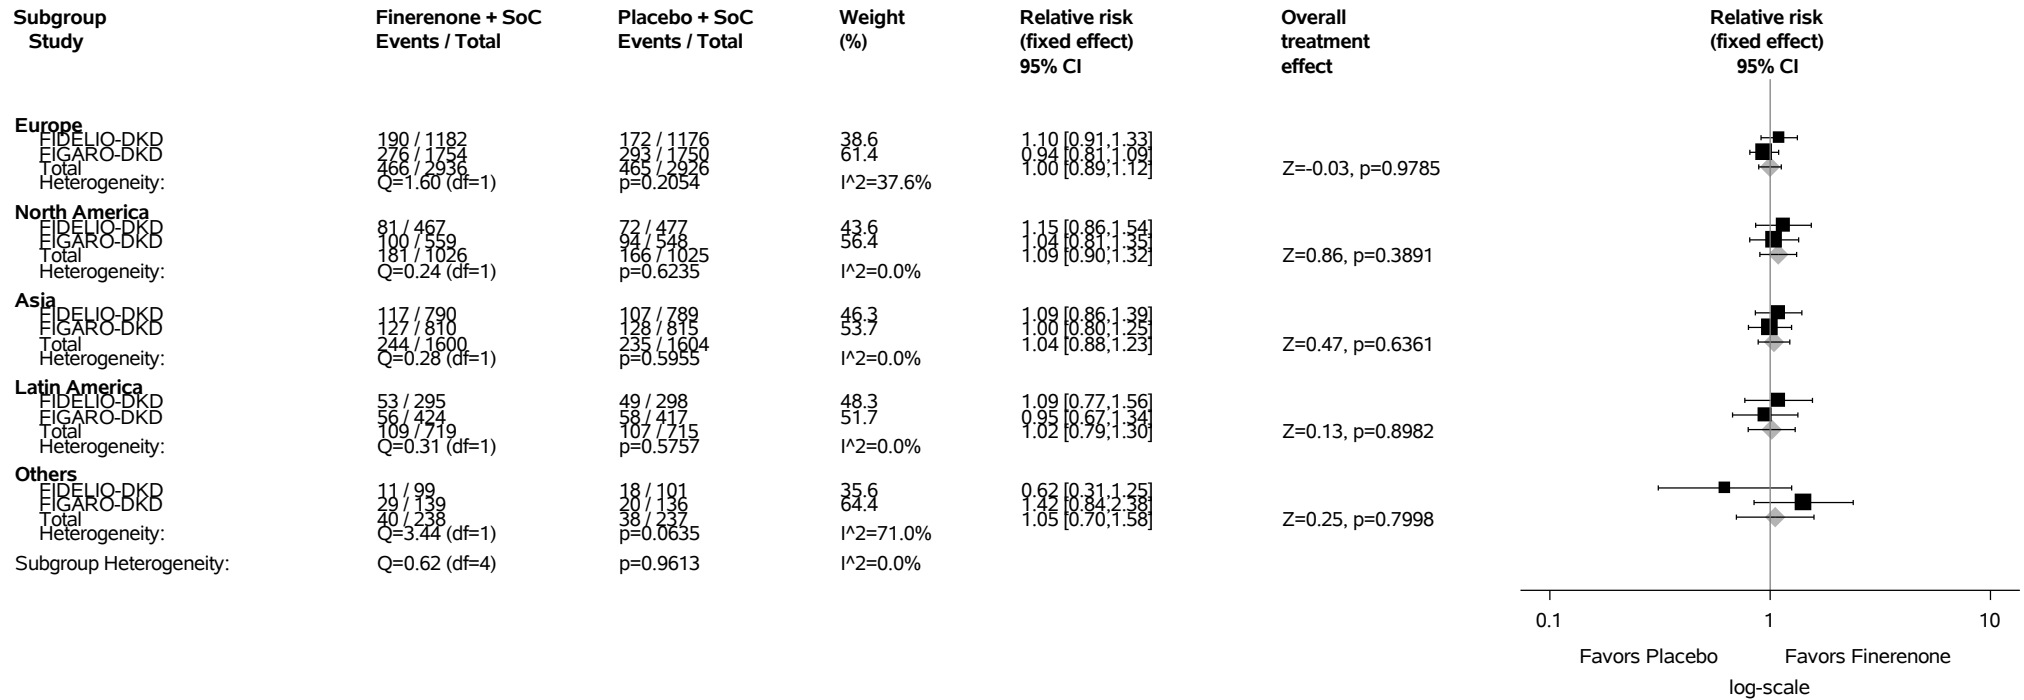 Subgroup Finerenone + SoC Placebo + SoC Weight Relative risk Overall Relative risk
Study Events / Total Events / Total (%) (fixed effect) treatment (fixed effect)
95% CI effect 95% CI
Europe
FIDELIO-DKD 190 / 1182 172 / 1176 38.6 1.10 [0.91,1.33]
FIGARO-DKD 276 / 1754 293 / 1750 61.4 0.94 [0.81,1.09]
Total 466 / 2936 465 / 2926 1.00 [0.89,1.12] Z=-0.03, p=0.9785
Heterogeneity: Q=1.60 (df=1) p=0.2054 I^2=37.6%
North America
FIDELIO-DKD 81 / 467 72 / 477 43.6 1.15 [0.86,1.54]
FIGARO-DKD 100 / 559 94 / 548 56.4 1.04 [0.81,1.35]
Total 181 / 1026 166 / 1025 1.09 [0.90,1.32] Z=0.86, p=0.3891
Heterogeneity: Q=0.24 (df=1) p=0.6235 I^2=0.0%
Asia
FIDELIO-DKD 117 / 790 107 / 789 46.3 1.09 [0.86,1.39]
FIGARO-DKD 127 / 810 128 / 815 53.7 1.00 [0.80,1.25]
Total 244 / 1600 235 / 1604 1.04 [0.88,1.23] Z=0.47, p=0.6361
Heterogeneity: Q=0.28 (df=1) p=0.5955 I^2=0.0%
Latin America
FIDELIO-DKD 53 / 295 49 / 298 48.3 1.09 [0.77,1.56]
FIGARO-DKD 56 / 424 58 / 417 51.7 0.95 [0.67,1.34]
Total 109 / 719 107 / 715 1.02 [0.79,1.30] Z=0.13, p=0.8982
Heterogeneity: Q=0.31 (df=1) p=0.5757 I^2=0.0%
Others
FIDELIO-DKD 11 / 99 18 / 101 35.6 0.62 [0.31,1.25]
FIGARO-DKD 29 / 139 20 / 136 64.4 1.42 [0.84,2.38]
Total 40 / 238 38 / 237 1.05 [0.70,1.58] Z=0.25, p=0.7998
Heterogeneity: Q=3.44 (df=1) p=0.0635 I^2=71.0%
Subgroup Heterogeneity: Q=0.62 (df=4) p=0.9613 I^2=0.0%
0.1 1 10
Favors Placebo Favors Finerenone
log-scale